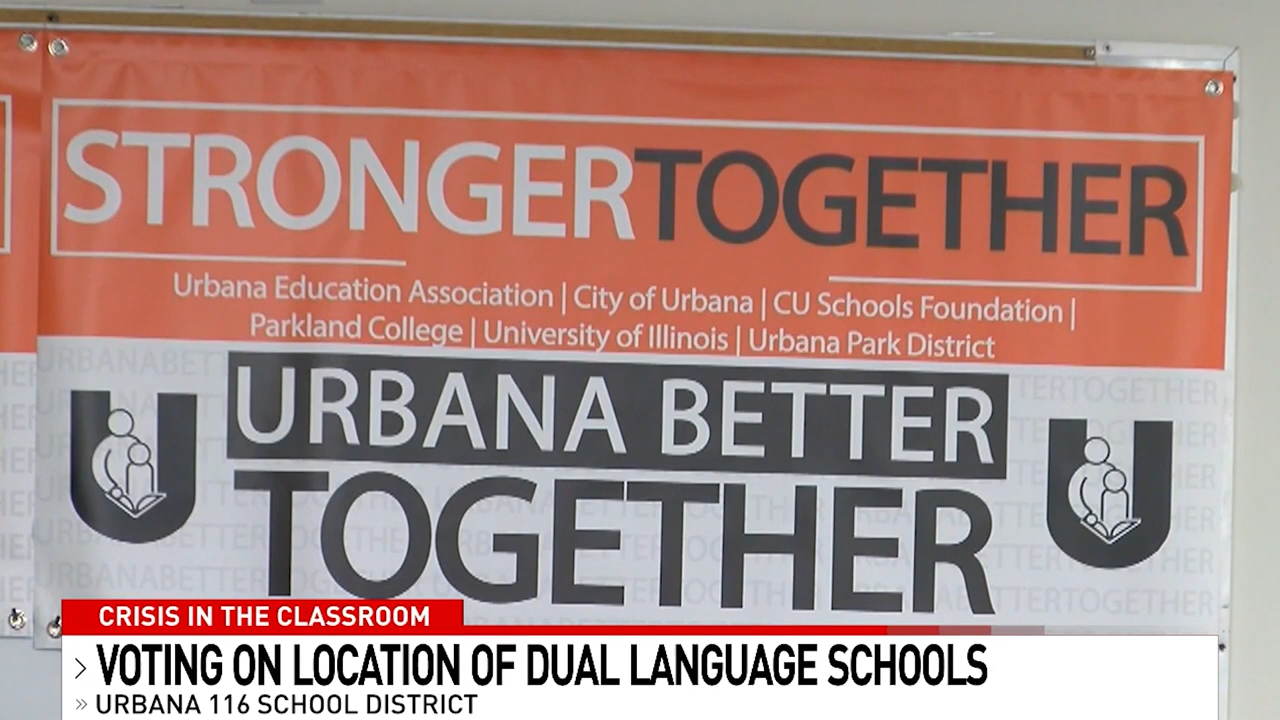 STRONGERTOGETHER
Urbana Education Association | City of Urbana | CU Schools Foundation |
Parkland College | University of Illinois | Urbana Park District
URBANA BETTER
TOGETHER
CRISIS IN THE CLASSROOM
> VOTING ON LOCATION OF DUAL LANGUAGE SCHOOLS
» URBANA 116 SCHOOL DISTRICT